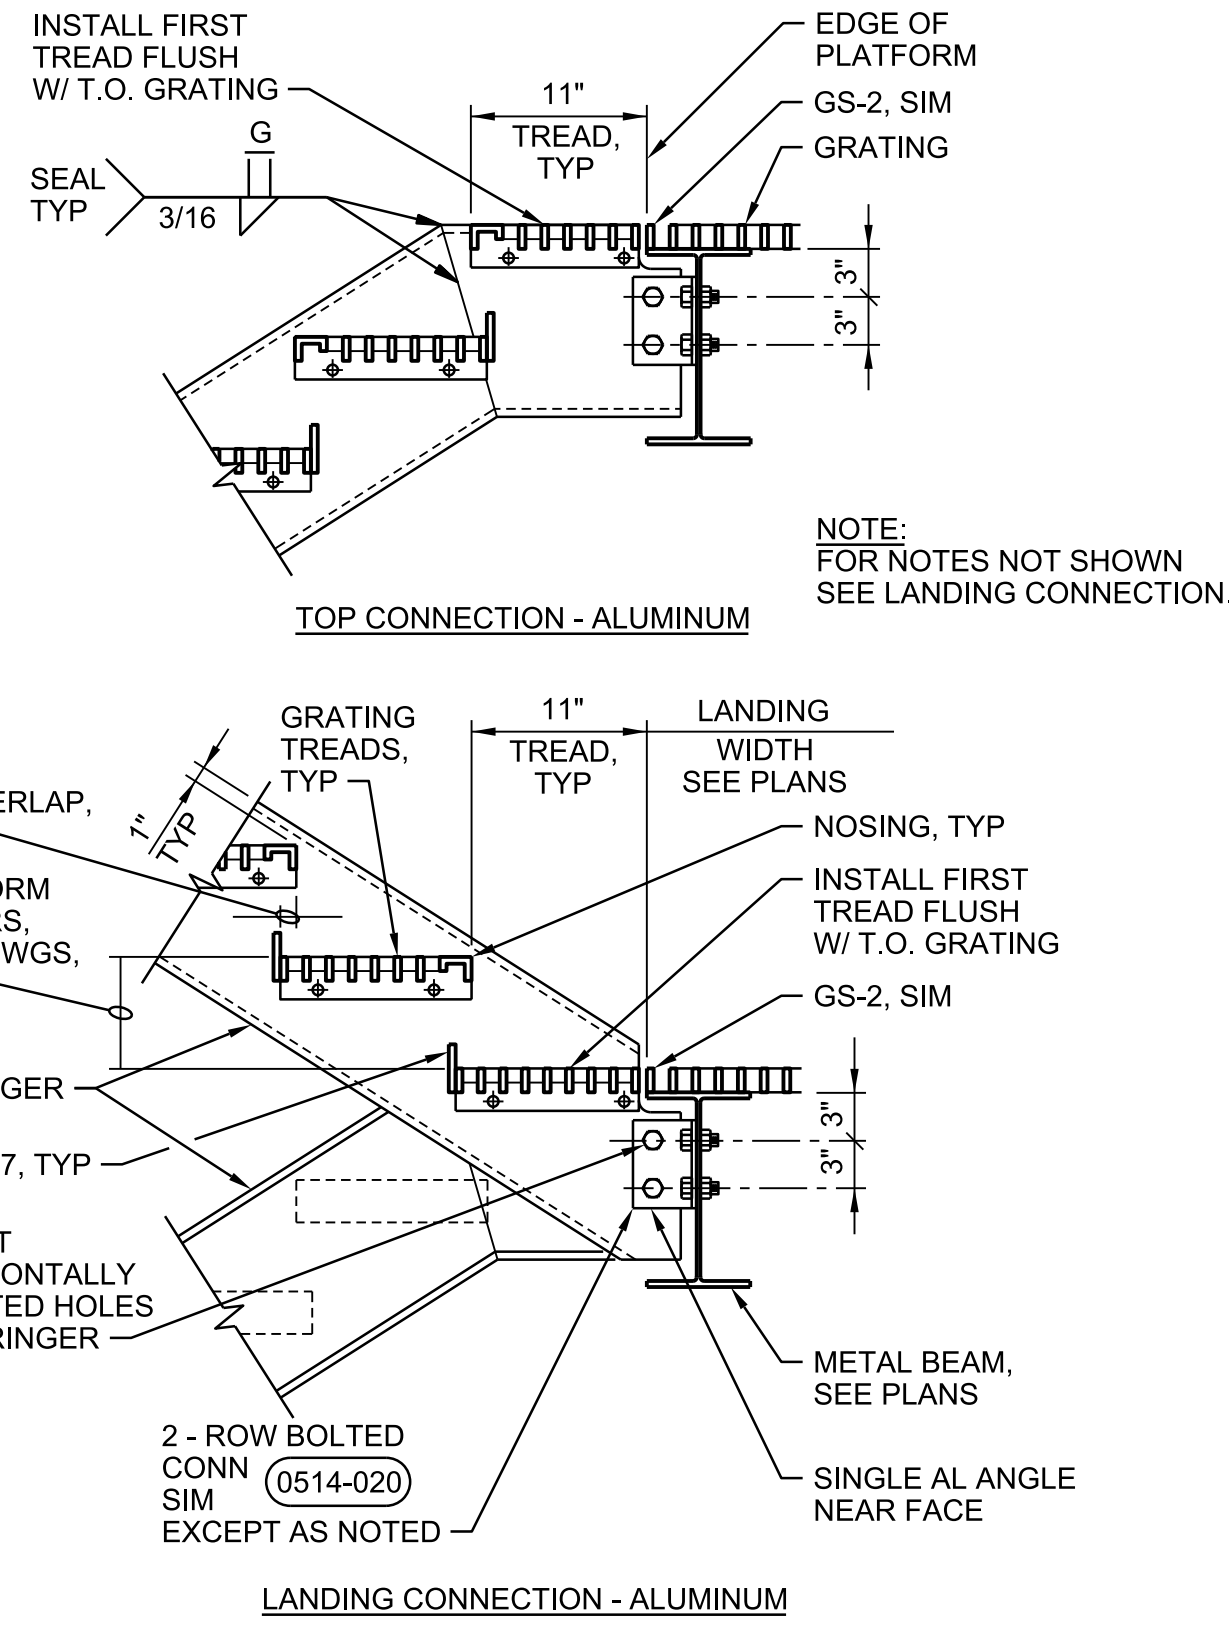 INSTALL FIRST
TREAD FLUSH
W/ T.O. GRATING
EDGE OF
PLATFORM
11"
TREAD,
TYP
GS-2, SIM
GRATING
G
SEAL
TYP
3/16
3"
3"
NOTE:
FOR NOTES NOT SHOWN
SEE LANDING CONNECTION.
TOP CONNECTION - ALUMINUM
GRATING
TREADS,
TYP
11"
TREAD,
TYP
LANDING
WIDTH
SEE PLANS
ERLAP,
1"
TYP
NOSING, TYP
ORM
RS,
WGS,
INSTALL FIRST
TREAD FLUSH
W/ T.O. GRATING
GS-2, SIM
GER
3"
3"
7, TYP
T
ONTALLY
TED HOLES
RINGER
METAL BEAM,
SEE PLANS
2 - ROW BOLTED
CONN
0514-020
SIM
EXCEPT AS NOTED
SINGLE AL ANGLE
NEAR FACE
LANDING CONNECTION - ALUMINUM